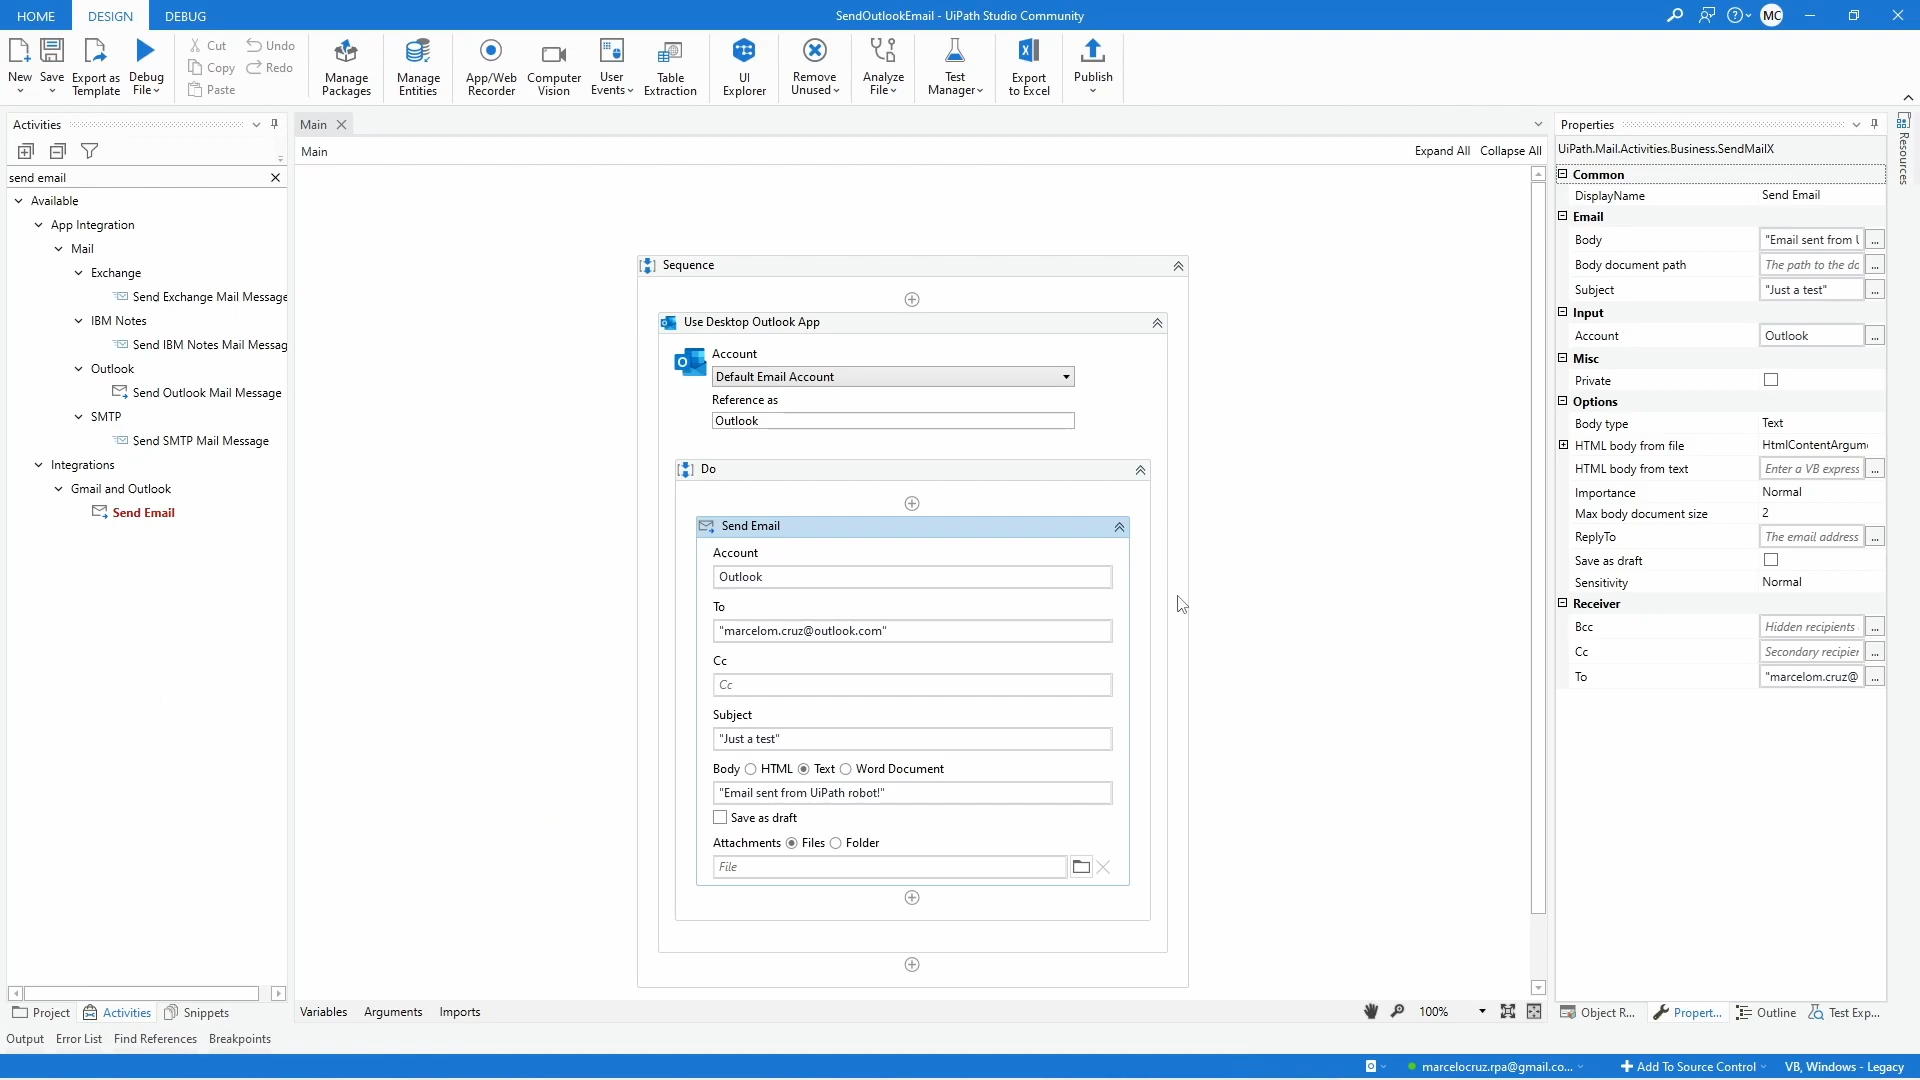 HOME DESIGN DEBUG SendOutlookEmail - UiPath Studio Community MC
New Save Export as Template Debug File Cut Copy Paste Undo Redo Manage Packages Manage Entities App/Web Recorder Computer Vision User Events Table Extraction UI Explorer Remove Unused Analyze File Test Manager Export to Excel Publish
Activities
send email
Available
App Integration
Mail
Exchange
Send Exchange Mail Message
IBM Notes
Send IBM Notes Mail Messag
Outlook
Send Outlook Mail Message
SMTP
Send SMTP Mail Message
Integrations
Gmail and Outlook
Send Email
Project Activities Snippets
Main
Main Expand All Collapse All
Sequence
Use Desktop Outlook App
Account
Default Email Account
Reference as
Outlook
Do
Send Email
Account
Outlook
To
"marcelom.cruz@outlook.com"
Cc
Cc
Subject
"Just a test"
Body HTML Text Word Document
"Email sent from UiPath robot!"
Save as draft
Attachments Files Folder
File
Variables Arguments Imports 100%
Properties
UiPath.Mail.Activities.Business.SendMailX
Common
DisplayName Send Email
Email
Body "Email sent from U ...
Body document path The path to the do ...
Subject "Just a test" ...
Input
Account Outlook ...
Misc
Private
Options
Body type Text
HTML body from file HtmlContentArgum
HTML body from text Enter a VB express ...
Importance Normal
Max body document size 2
ReplyTo The email address ...
Save as draft
Sensitivity Normal
Receiver
Bcc Hidden recipients ...
Cc Secondary recipier ...
To "marcelom.cruz@ ...
Object R... Propert... Outline Test Exp...
Resources
Output Error List Find References Breakpoints
marcelocruz.rpa@gmail.co... Add To Source Control VB, Windows - Legacy